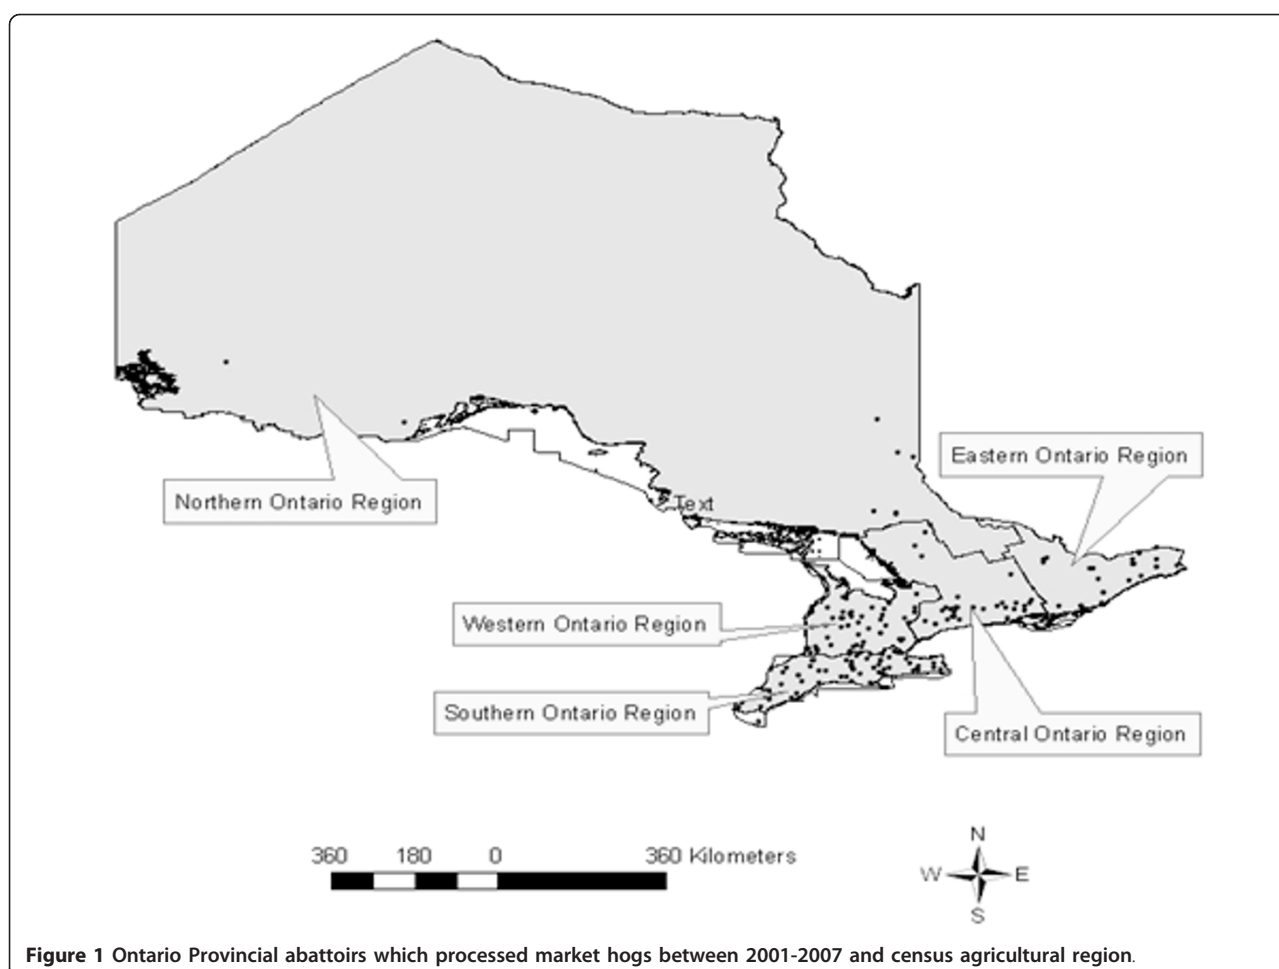 Eastern Ontario Region
Northern Ontario Region
Text
Western Ontario Region
Southern Ontario Region
Central Ontario Region
360 180 0 360 Kilometers
N
W E
S
Figure 1 Ontario Provincial abattoirs which processed market hogs between 2001-2007 and census agricultural region.